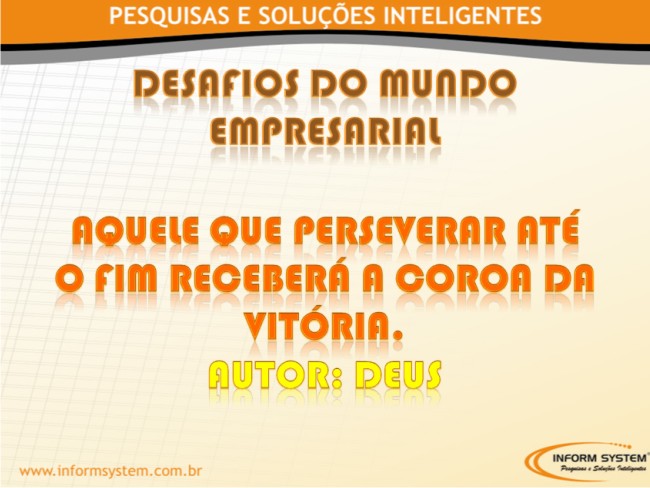 PESQUISAS E SOLUÇÕES INTELIGENTES
DESAFIOS DO MUNDO
EMPRESARIAL
AQUELE QUE PERSEVERAR ATÉ
O FIM RECEBERÁ A COROA DA
VITÓRIA.
AUTOR: DEUS
www.informsystem.com.br
INFORM SYSTEM
Pesquisas e Soluções Inteligentes